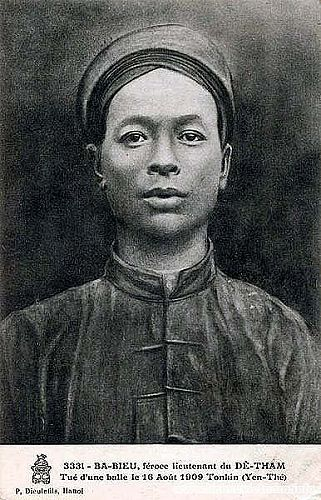 3331 - BA-BIEU, féroce lieutenant du DÊ-THAM
Tué d'une balle le 16 Août 1909 Tonkin (Yen-Thé)
P, Dieulefils, Hanoï